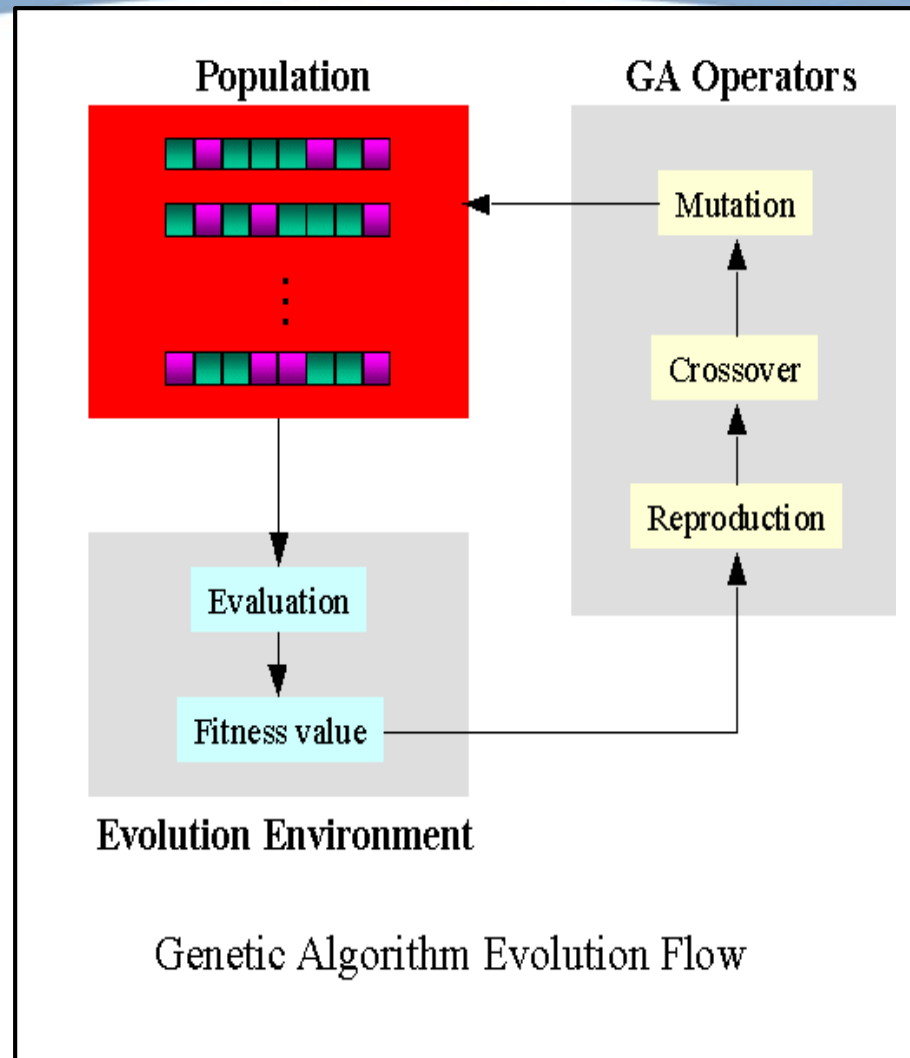 Population
GA Operators
Mutation
Crossover
Reproduction
Evaluation
Fitness value
Evolution Environment
Genetic Algorithm Evolution Flow